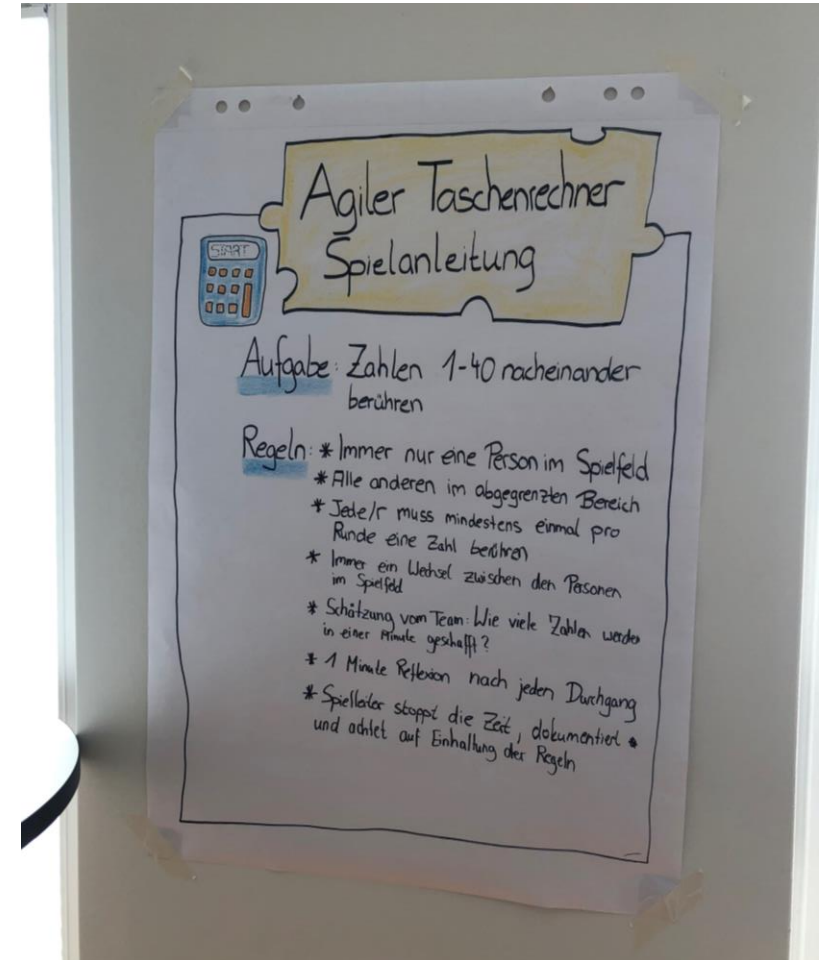 Agiler Taschenrechner
Spielanleitung
START
Aufgabe: Zahlen 1-40 nacheinander
berühren
Regeln: * Immer nur eine Person im Spielfeld
* Alle anderen im abgegrenzten Bereich
* Jede/r muss mindestens einmal pro
Runde eine Zahl berühren
* Immer ein Wechsel zwischen den Personen
im Spielfeld
* Schätzung vom Team: Wie viele Zahlen werden
in einer Minute geschafft?
* 1 Minute Reflexion nach jeden Durchgang
* Spielleiter stoppt die Zeit, dokumentiert *
und achtet auf Einhaltung der Regeln